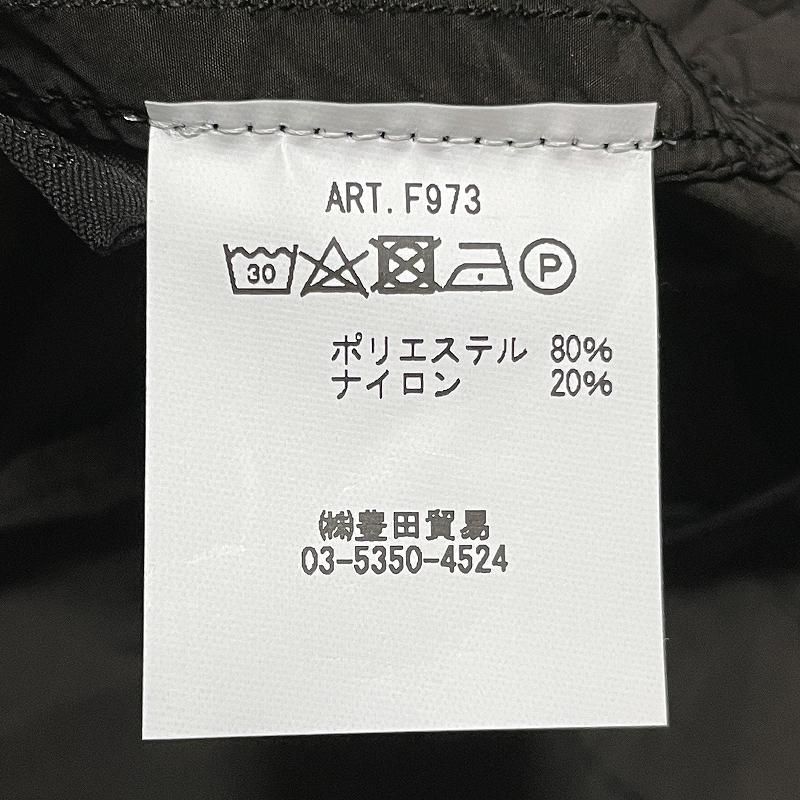 ART. F973
30 P
ポリエステル 80%
ナイロン 20%
㈱豊田貿易
03-5350-4524